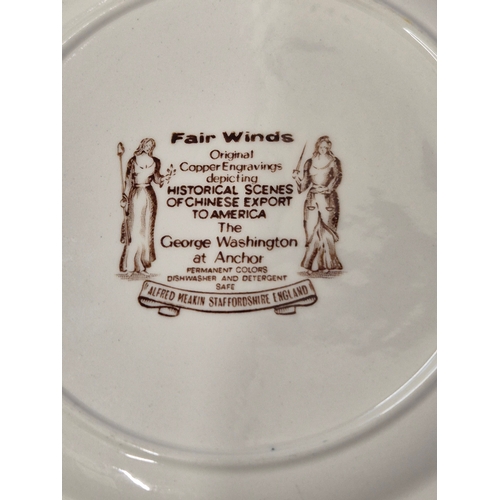 Fair Winds
Original
Copper Engravings
depicting
HISTORICAL SCENES
OF CHINESE EXPORT
TO AMERICA
The
George Washington
at Anchor
PERMANENT COLORS
DISHWASHER AND DETERGENT
SAFE
ALFRED MEAKIN STAFFORDSHIRE ENGLAND